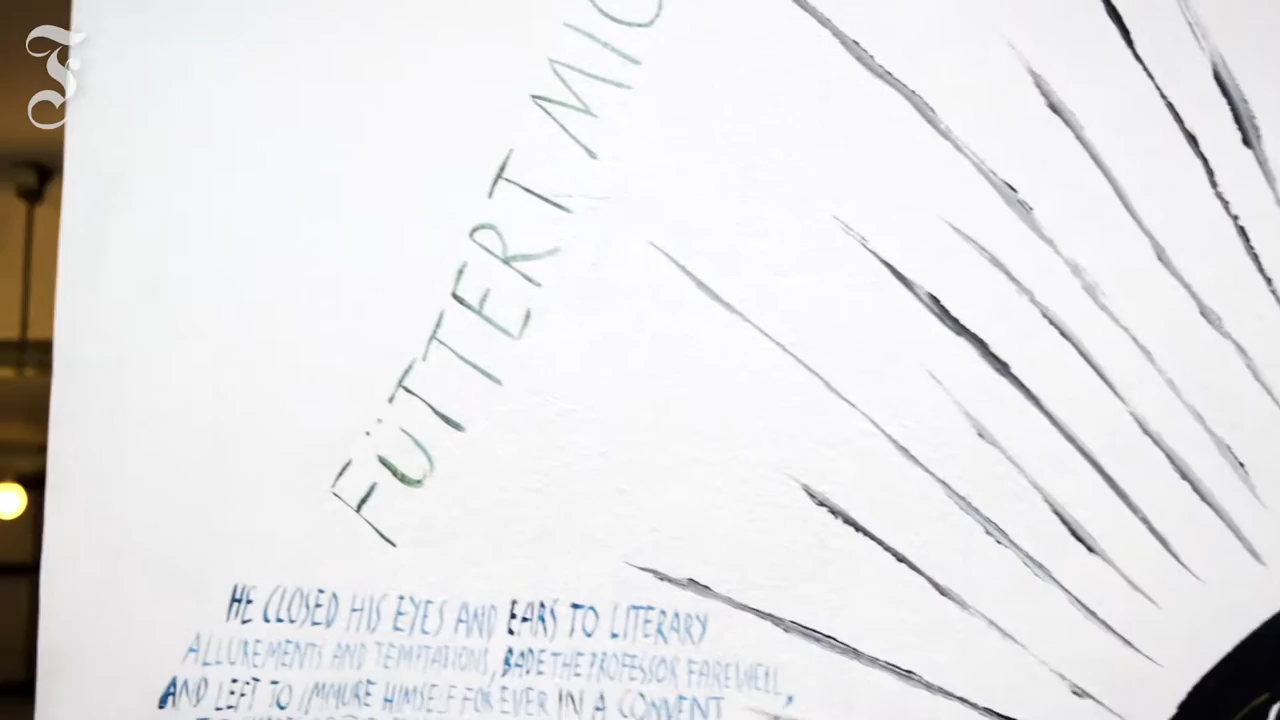 F
FÜTTERT
HE CLOSED HIS EYES AND EARS TO LITERARY
ALLUREMENTS AND TEMPTATIONS, BADE THE PROFESSOR FAREWELL,
AND LEFT TO IMMURE HIMSELF FOR EVER IN A CONVENT